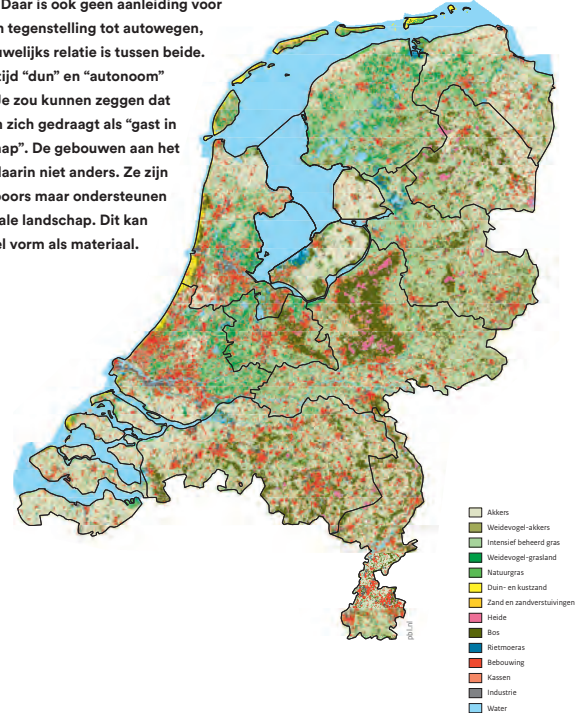 Daar is ook geen aanleiding voor
n tegenstelling tot autowegen,
uwelijks relatie is tussen beide.
tijd “dun” en “autonoom”
Je zou kunnen zeggen dat
n zich gedraagt als “gast in
hap”. De gebouwen aan het
daarin niet anders. Ze zijn
poors maar ondersteunen
ale landschap. Dit kan
el vorm als materiaal.
Akkers
Weidevogel-akkers
Intensief beheerd gras
Weidevogel-grasland
Natuurgras
Duin- en kustzand
Zand en zandverstuivingen
Heide
Bos
Rietmoeras
Bebouwing
Kassen
Industrie
Water
pbl.nl